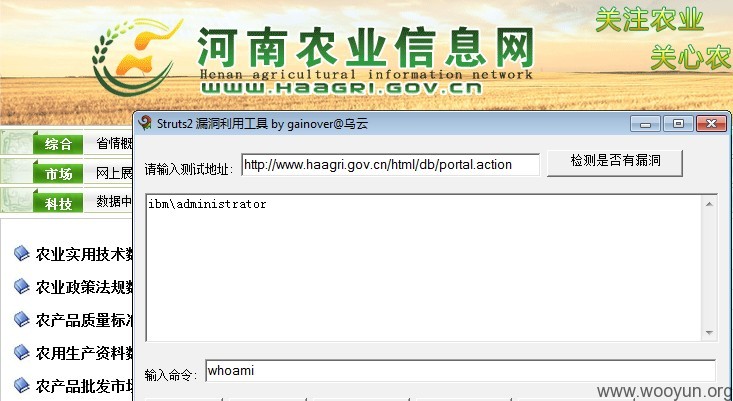 关注农业
关心农
河南农业信息网
Henan agricultural information network
WWW.HAAGRI.GOV.CN
Struts2 漏洞利用工具 by gainover@乌云
综合 省情概
请输入测试地址: http://www.haagri.gov.cn/html/db/portal.action 检测是否有漏洞
市场 网上展
科技 数据中
ibm\administrator
农业实用技术数
农业政策法规数
农产品质量标准
农用生产资料数
农产品批发市场
输入命令: whoami
www.wooyun.org